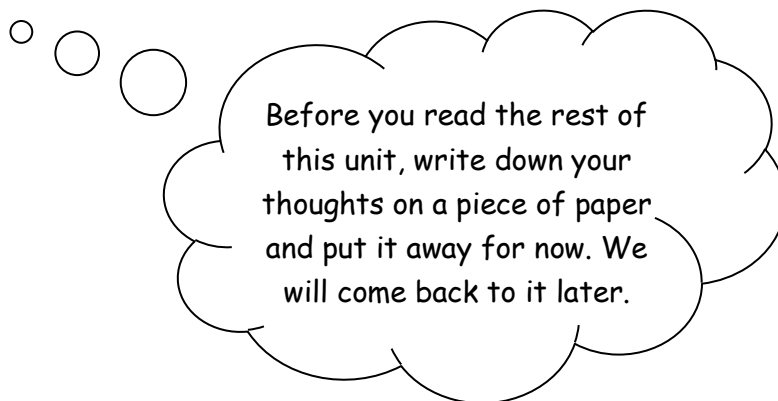 Before you read the rest of
this unit, write down your
thoughts on a piece of paper
and put it away for now. We
will come back to it later.